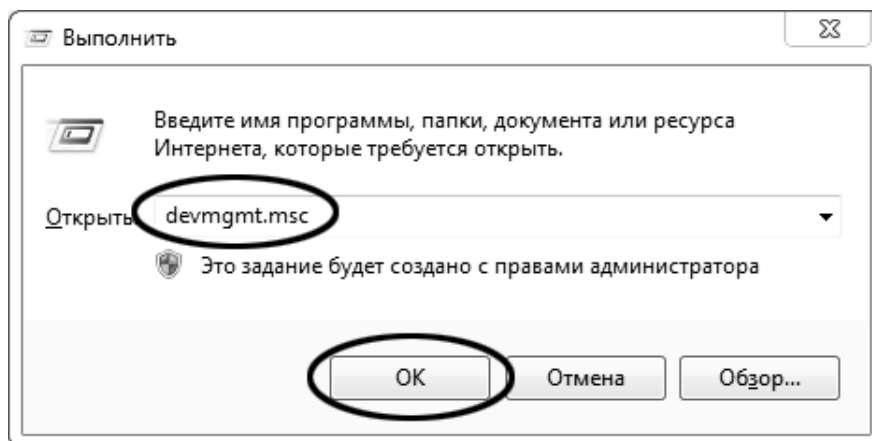 Выполнить
Введите имя программы, папки, документа или ресурса
Интернета, которые требуется открыть.
Открыть
devmgmt.msc
Это задание будет создано с правами администратора
OK
Отмена
Обзор...